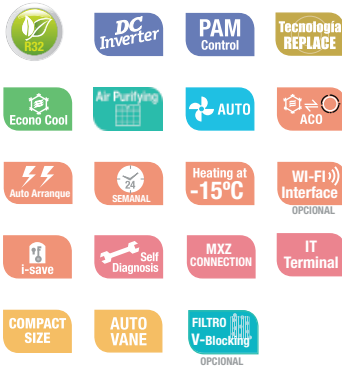 R32
DC
Inverter
PAM
Control
Tecnología
REPLACE
Econo Cool
Air Purifying
AUTO
ACO
Auto Arranque
24
SEMANAL
Heating at
-15ºC
WI-FI
Interface
OPCIONAL
i-save
Self
Diagnosis
MXZ
CONNECTION
IT
Terminal
COMPACT
SIZE
AUTO
VANE
FILTRO
V-Blocking
OPCIONAL